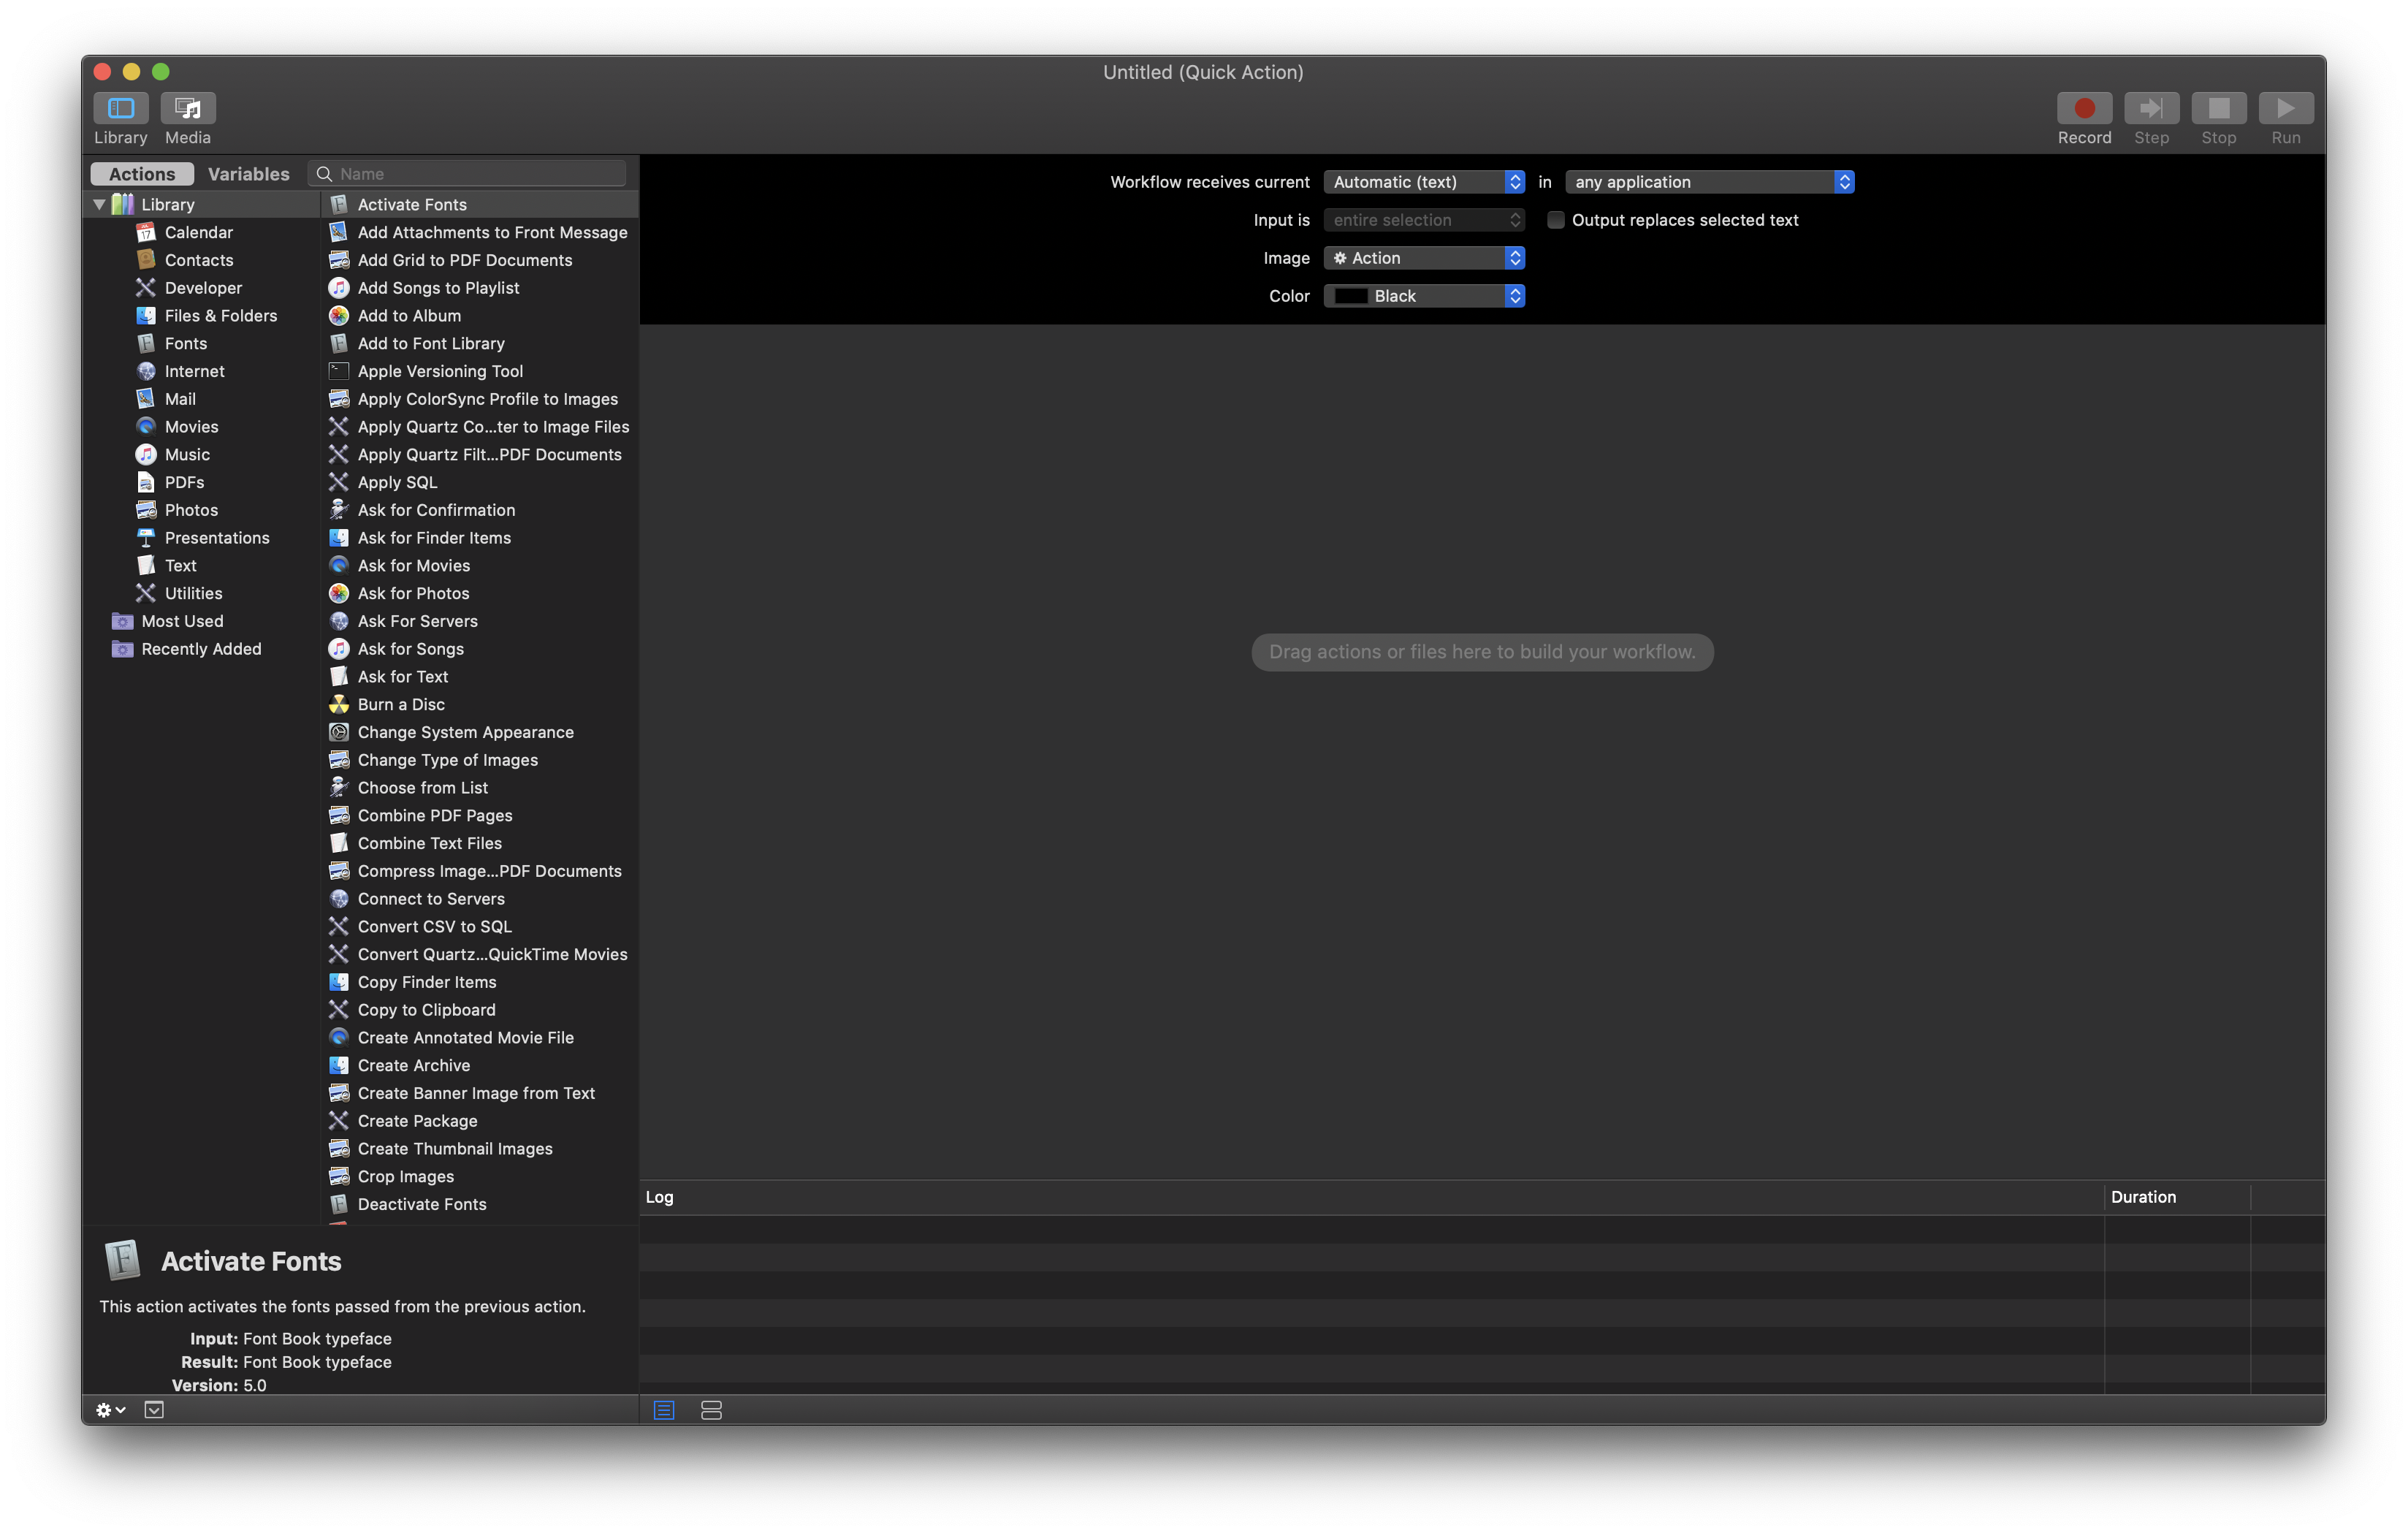 Untitled (Quick Action)
Library
Media
Record
Step
Stop
Run
Actions
Variables
Name
Library
Calendar
Contacts
Developer
Files & Folders
Fonts
Internet
Mail
Movies
Music
PDFs
Photos
Presentations
Text
Utilities
Most Used
Recently Added
Activate Fonts
Add Attachments to Front Message
Add Grid to PDF Documents
Add Songs to Playlist
Add to Album
Add to Font Library
Apple Versioning Tool
Apply ColorSync Profile to Images
Apply Quartz Co...ter to Image Files
Apply Quartz Filt...PDF Documents
Apply SQL
Ask for Confirmation
Ask for Finder Items
Ask for Movies
Ask for Photos
Ask For Servers
Ask for Songs
Ask for Text
Burn a Disc
Change System Appearance
Change Type of Images
Choose from List
Combine PDF Pages
Combine Text Files
Compress Image...PDF Documents
Connect to Servers
Convert CSV to SQL
Convert Quartz...QuickTime Movies
Copy Finder Items
Copy to Clipboard
Create Annotated Movie File
Create Archive
Create Banner Image from Text
Create Package
Create Thumbnail Images
Crop Images
Deactivate Fonts
Activate Fonts
This action activates the fonts passed from the previous action.
Input: Font Book typeface
Result: Font Book typeface
Version: 5.0
Workflow receives current Automatic (text) in any application
Input is entire selection Output replaces selected text
Image Action
Color Black
Drag actions or files here to build your workflow.
Log Duration